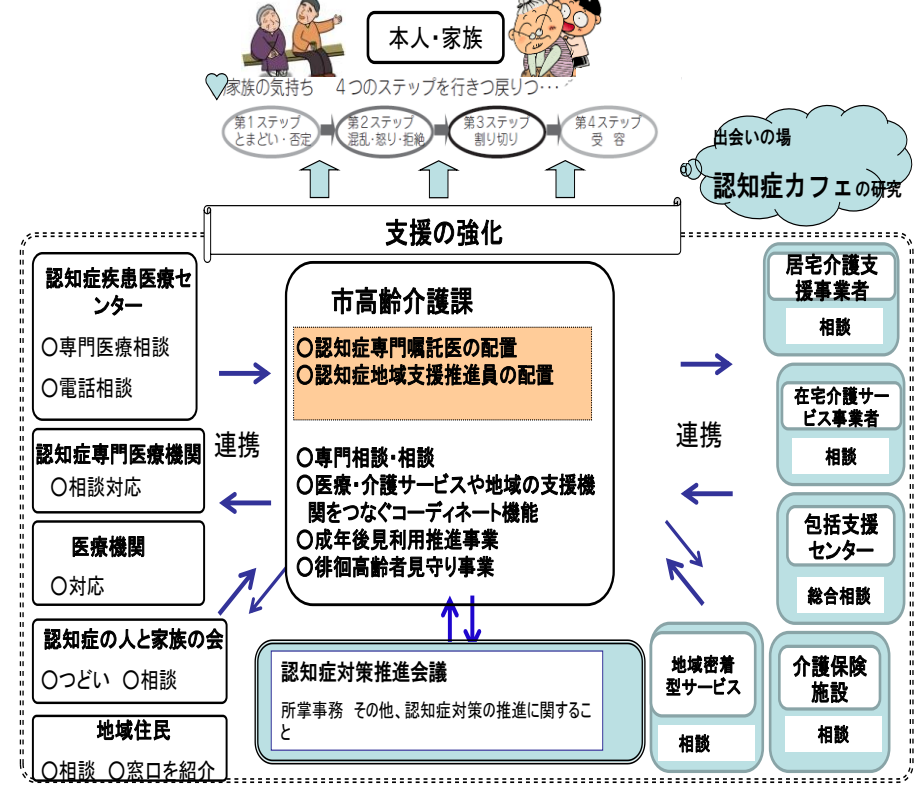 本人・家族
家族の気持ち　４つのステップを行きつ戻りつ…
第１ステップ
とまどい・否定
第２ステップ
混乱・怒り・拒絶
第３ステップ
割り切り
第４ステップ
受　容
出会いの場
認知症カフェの研究
支援の強化
認知症疾患医療セ
ンター
○専門医療相談
○電話相談
認知症専門医療機関
○相談対応
医療機関
○対応
認知症の人と家族の会
○つどい　○相談
地域住民
○相談　○窓口を紹介
連携
市高齢介護課
○認知症専門嘱託医の配置
○認知症地域支援推進員の配置
○専門相談・相談
○医療・介護サービスや地域の支援機
関をつなぐコーディネート機能
○成年後見利用推進事業
○徘徊高齢者見守り事業
認知症対策推進会議
所掌事務　その他、認知症対策の推進に関するこ
と
連携
居宅介護支
援事業者
相談
在宅介護サー
ビス事業者
相談
包括支援
センター
総合相談
地域密着
型サービス
相談
介護保険
施設
相談